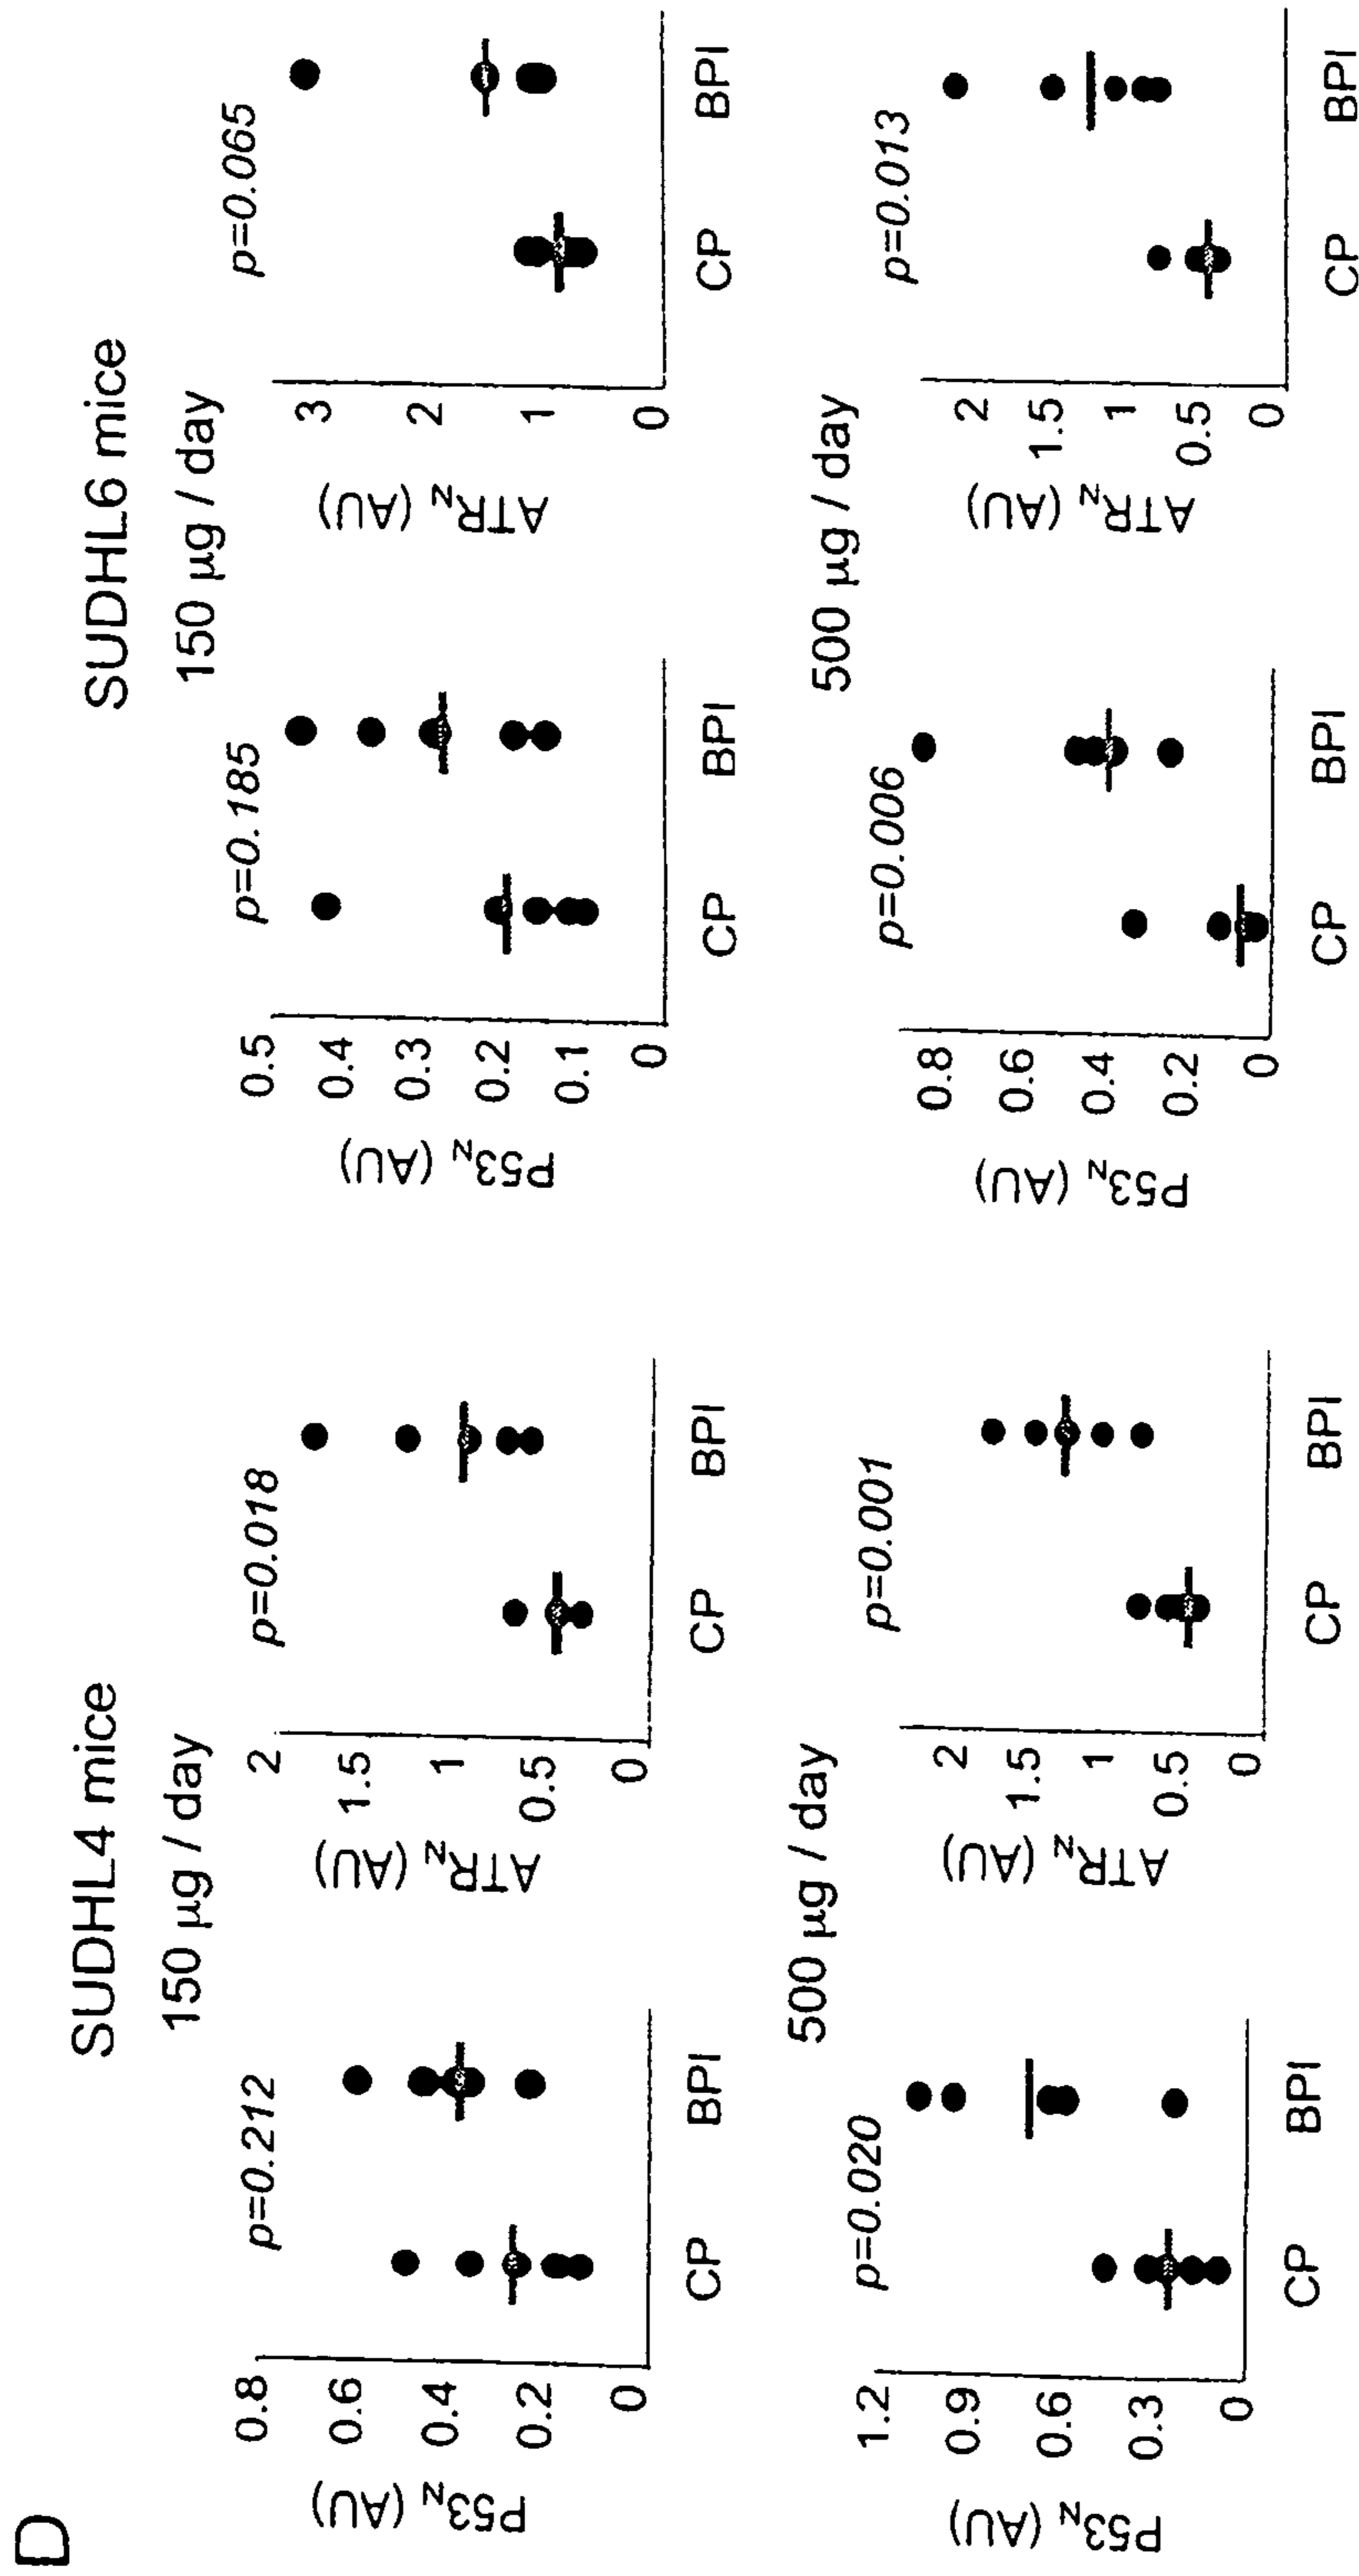 D
SUDHL4 mice
150 µg / day
P53N (AU)
0.8
0.6
0.4
0.2
0
p=0.212
CP
BPI
ATRN (AU)
2
1.5
1
0.5
0
p=0.018
CP
BPI
500 µg / day
P53N (AU)
1.2
0.9
0.6
0.3
0
p=0.020
CP
BPI
ATRN (AU)
2
1.5
1
0.5
0
p=0.001
CP
BPI
SUDHL6 mice
150 µg / day
P53N (AU)
0.5
0.4
0.3
0.2
0.1
0
p=0.185
CP
BPI
ATRN (AU)
3
2
1
0
p=0.065
CP
BPI
500 µg / day
P53N (AU)
0.8
0.6
0.4
0.2
0
p=0.006
CP
BPI
ATRN (AU)
2
1.5
1
0.5
0
p=0.013
CP
BPI